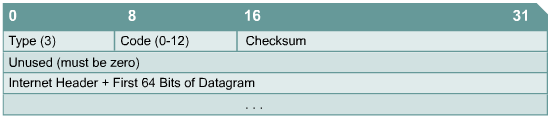 0 8 16 31
Type (3) Code (0-12) Checksum
Unused (must be zero)
Internet Header + First 64 Bits of Datagram
. . .